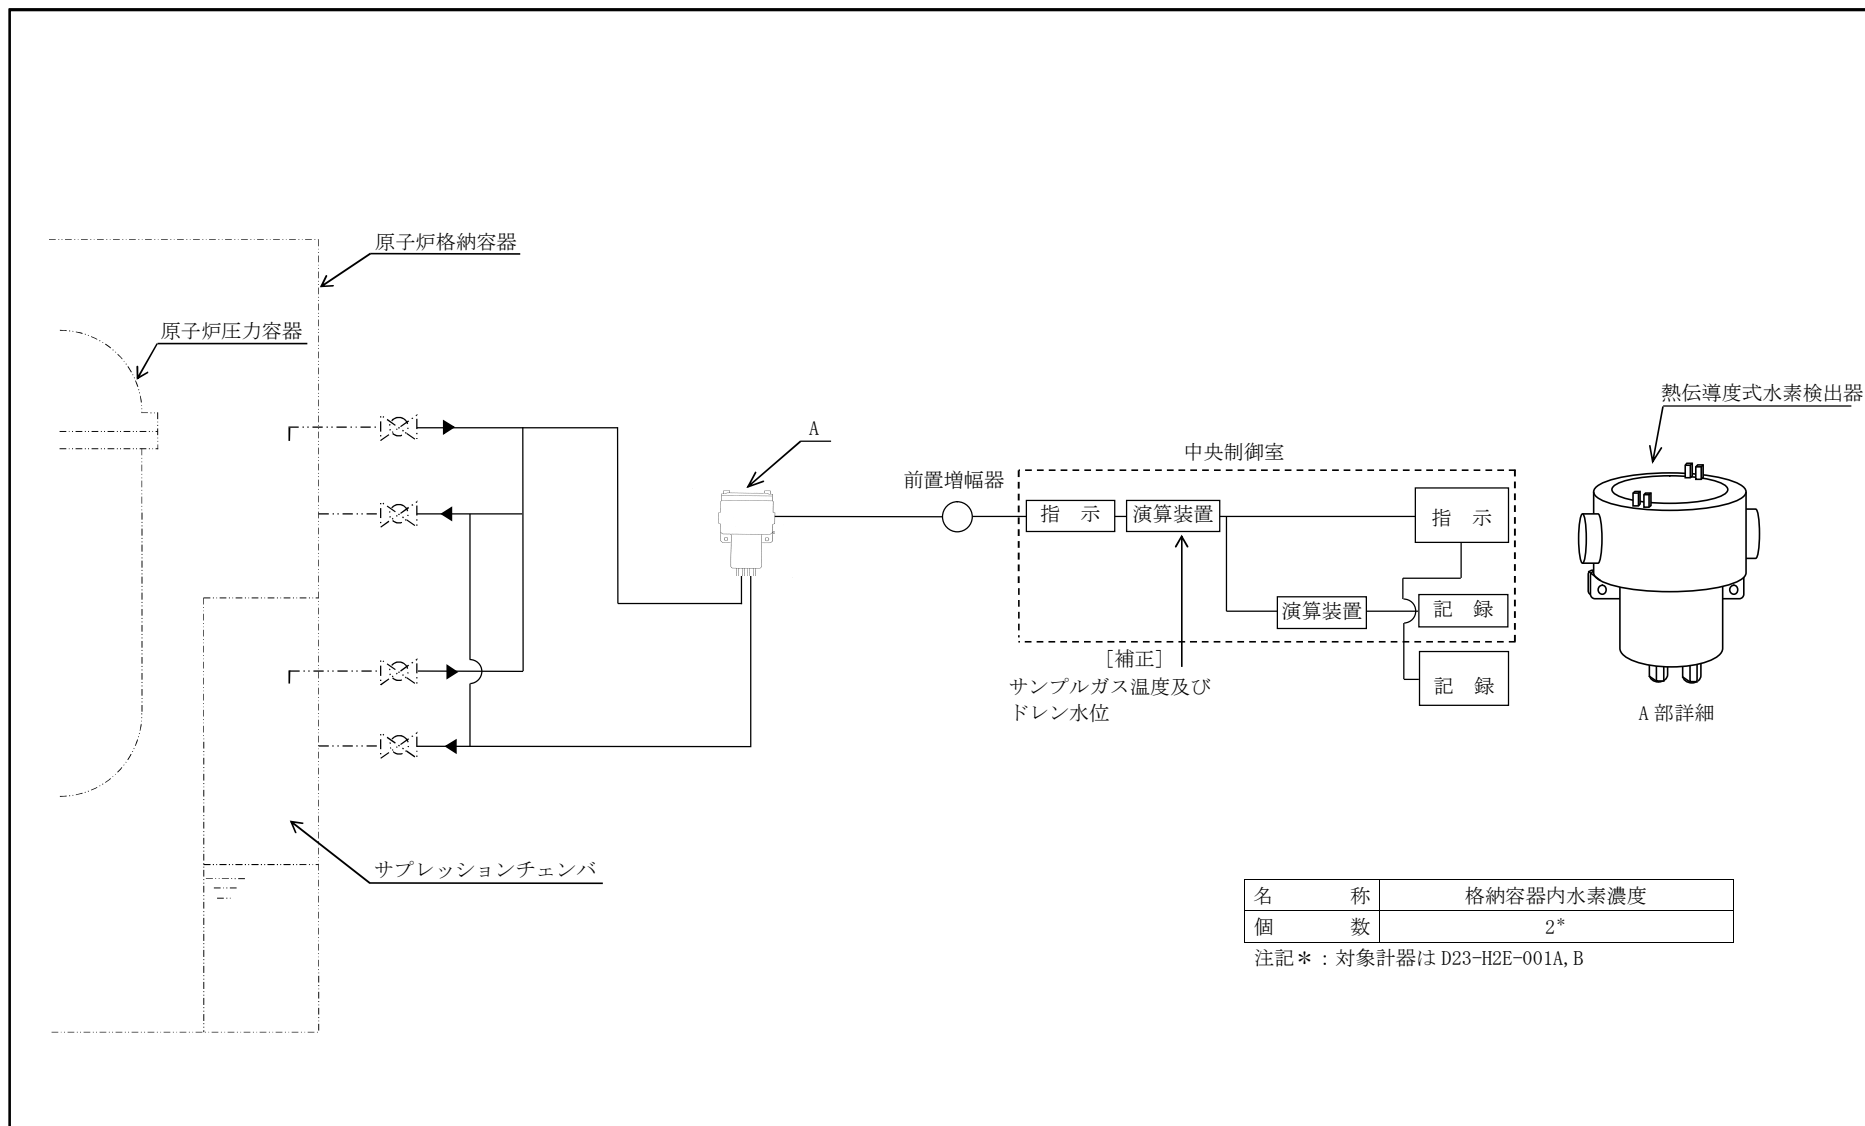 原子炉格納容器
原子炉圧力容器
サプレッションチェンバ
A
前置増幅器
中央制御室
指　示
演算装置
指　示
演算装置
記　録
記　録
［補正］
サンプルガス温度及び
ドレン水位
熱伝導度式水素検出器
A 部詳細
名　　　称　格納容器内水素濃度
個　　　数　2*
注記＊：対象計器は D23-H2E-001A, B